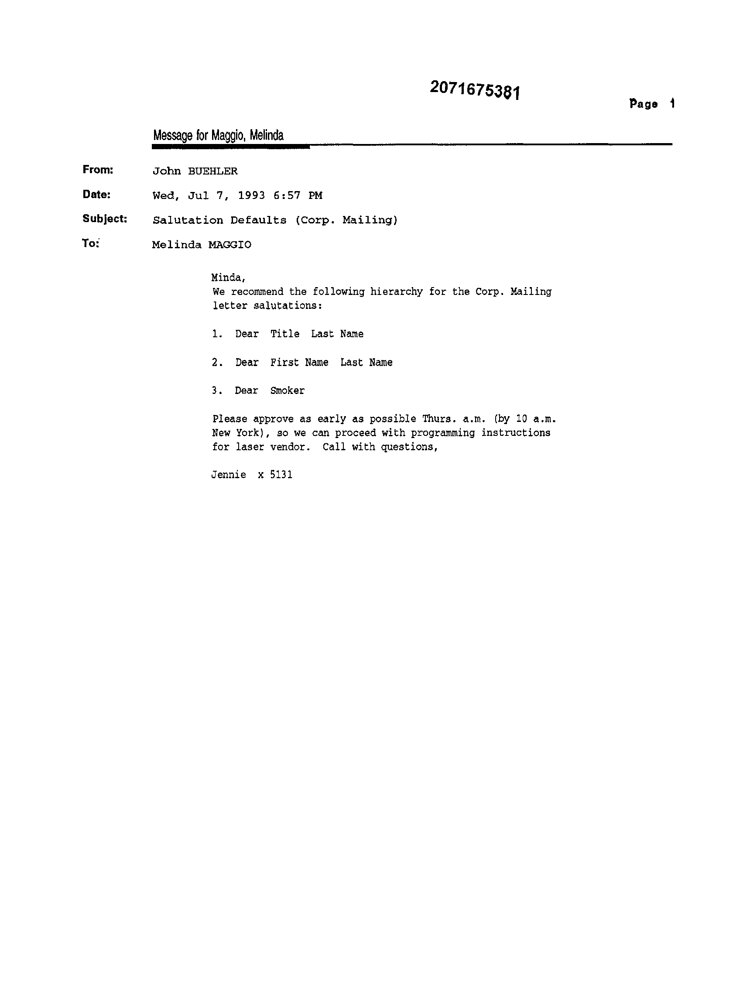 2071675381
Page 1
Message for Maggio, Melinda
From: John BUEHLER
Date: Wed, Jul 7, 1993 6:57 PM
Subject: Salutation Defaults (Corp. Mailing)
To: Melinda MAGGIO
Minda,
We recommend the following hierarchy for the Corp. Mailing
letter salutations:
1. Dear Title Last Name
2. Dear First Name Last Name
3. Dear Smoker
Please approve as early as possible Thurs. a.m. (by 10 a.m.
New York), so we can proceed with programming instructions
for laser vendor. Call with questions,
Jennie x 5131